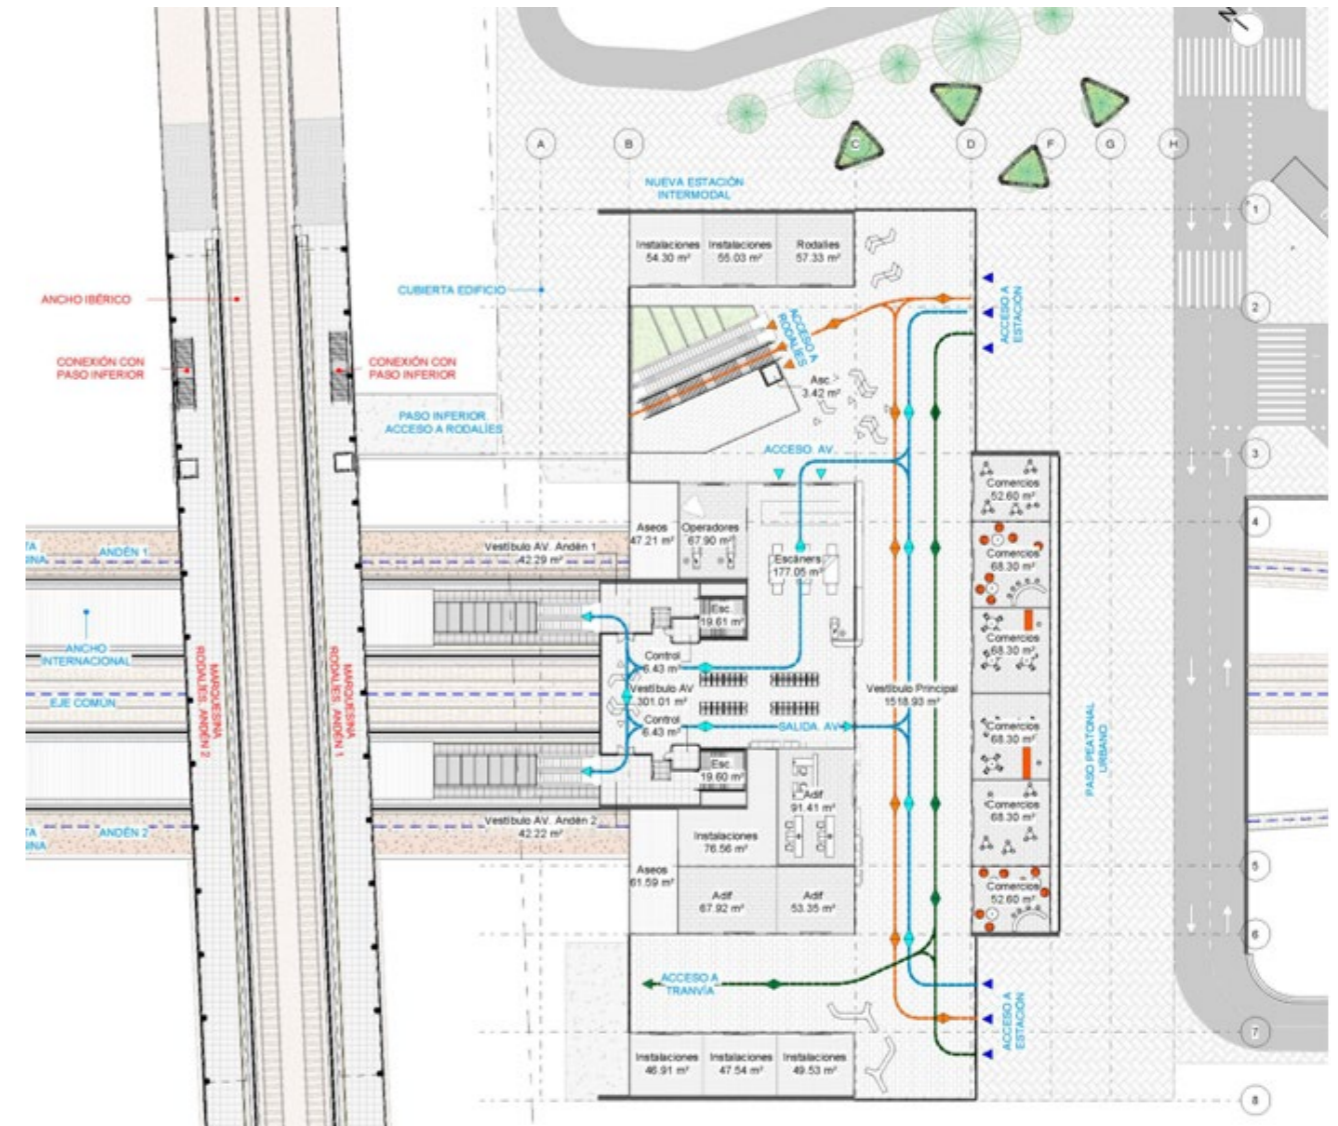 N
A
B
C
D
F
G
H
NUEVA ESTACIÓN
INTERMODAL
1
Instalaciones
54.30 m²
Instalaciones
55.03 m²
Rodalies
57.33 m²
ANCHO IBÉRICO
CUBIERTA EDIFICIO
ACCESO A
ESTACIÓN
2
ACCESO A
RODALÍES
CONEXIÓN CON
PASO INFERIOR
CONEXIÓN CON
PASO INFERIOR
Asc.
3.42 m²
PASO INFERIOR
ACCESO A RODALÍES
ACCESO AV.
3
Comercios
52.60 m²
4
Aseos
47.21 m²
Operadores
67.90 m²
ANDÉN 1
Vestíbulo AV. Andén 1
42.29 m²
Escáners
177.05 m²
Comercios
68.30 m²
Esc.
19.61 m²
Comercios
68.30 m²
ANCHO
INTERNACIONAL
Control
6.43 m²
MARQUESINA
RODALÍES. ANDÉN 2
MARQUESINA
RODALÍES. ANDÉN 1
Vestíbulo AV
301.01 m²
Vestíbulo Principal
1518.93 m²
EJE COMÚN
Control
6.43 m²
SALIDA AV
Comercios
68.30 m²
PASO PEATONAL
URBANO
Esc.
19.60 m²
Adif
91.41 m²
Comercios
68.30 m²
ANDÉN 2
Vestíbulo AV. Andén 2
42.22 m²
Instalaciones
76.56 m²
5
Aseos
61.59 m²
Adif
67.92 m²
Adif
53.35 m²
Comercios
52.60 m²
6
ACCESO A
TRANVÍA
ACCESO A
ESTACIÓN
7
Instalaciones
46.91 m²
Instalaciones
47.54 m²
Instalaciones
49.53 m²
8